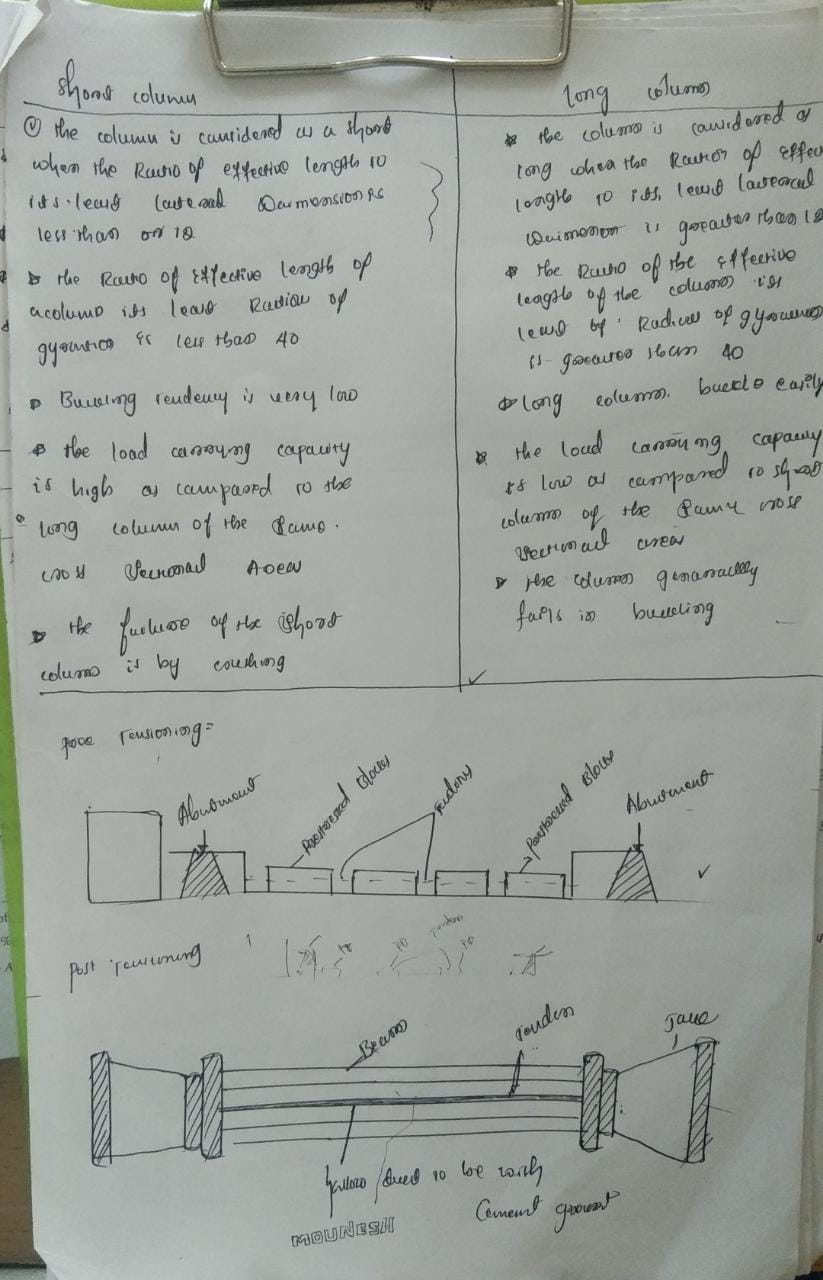 Short column
the column is considered as a short
when the Ratio of effective length to
its least lateral Daimension is
less than or 12
the Ratio of effective length of
a column its least Radius of
gyration is less than 40
Buckling tendency is very low
the load carrying capacity
is high as compared to the
long column of the same
cross Sectional Area
the failure of the short
column is by crushing
long column
the column is considered as
long when the Ration of effec
length to its least lateral
Daimension is greater than 12
the Ratio of the effective
length of the column its
least of Radius of gyration
is greater than 40
long column buckle easily
the load carrying capacity
is low as compared to short
column of the same cross
sectional area
the column generally
fails in buckling
pre tensioning =
Abutment
Prestressed Blocks
Tendons
Prestressed Blocks
Abutment
post tensioning
Beam
Tendon
Jack
hollow duct to be with
Cement grout
MOUNESH